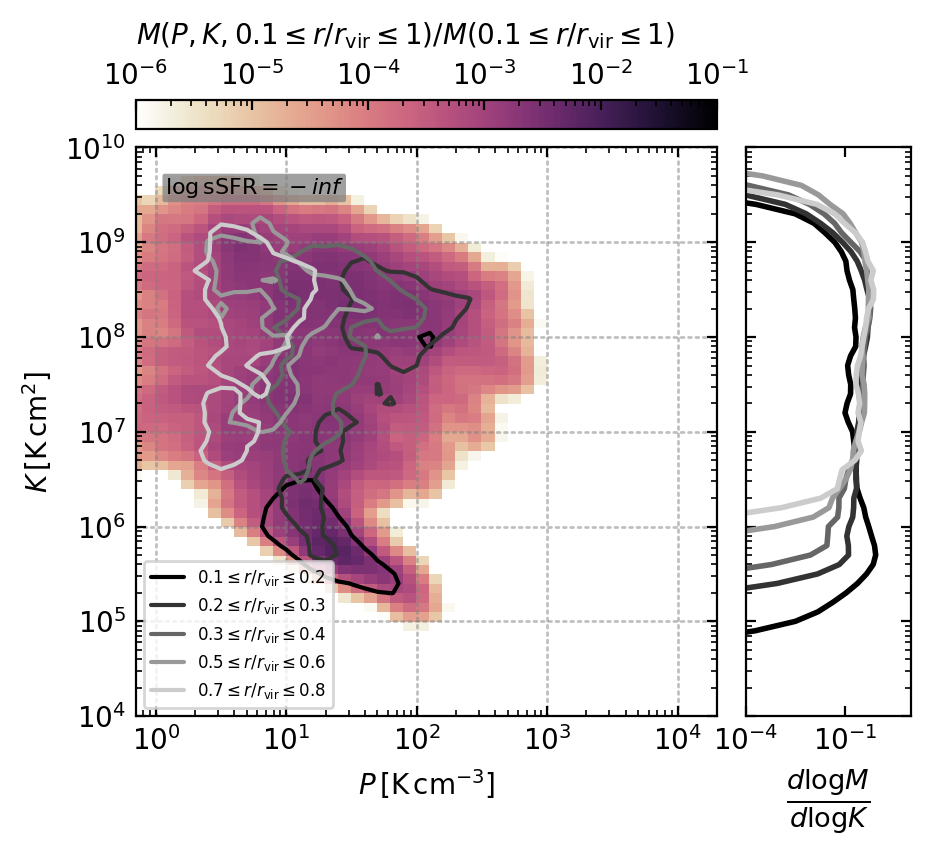 M(P, K, 0.1 ≤ r/r_vir ≤ 1)/M(0.1 ≤ r/r_vir ≤ 1)
10^−6 10^−5 10^−4 10^−3 10^−2 10^−1
log sSFR = −inf
10^10
10^9
10^8
10^7
10^6
10^5
10^4
K [K cm^2]
0.1 ≤ r/r_vir ≤ 0.2
0.2 ≤ r/r_vir ≤ 0.3
0.3 ≤ r/r_vir ≤ 0.4
0.5 ≤ r/r_vir ≤ 0.6
0.7 ≤ r/r_vir ≤ 0.8
10^0 10^1 10^2 10^3 10^4
P [K cm^−3]
10^−4 10^−1
dlogM
dlogK